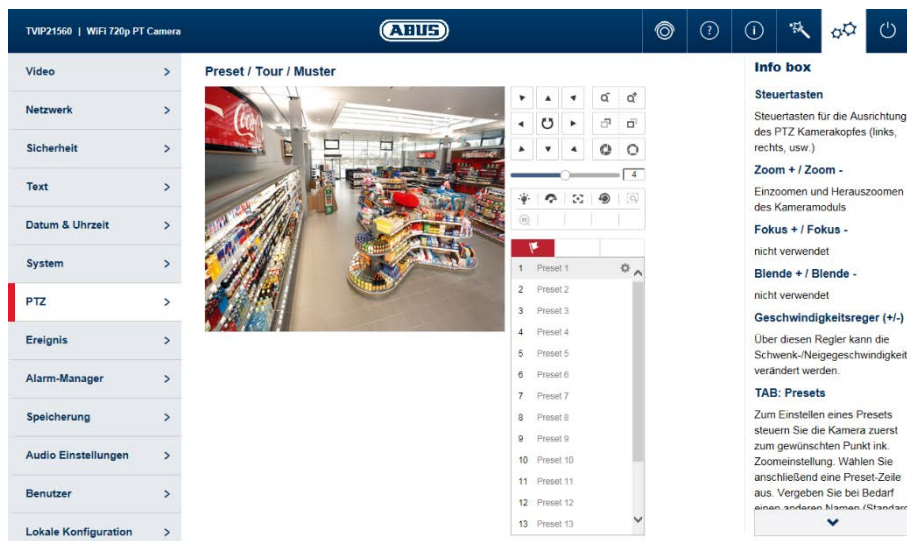 TVIP21560 | WiFi 720p PT Camera
ABUS
Video
Netzwerk
Sicherheit
Text
Datum & Uhrzeit
System
PTZ
Ereignis
Alarm-Manager
Speicherung
Audio Einstellungen
Benutzer
Lokale Konfiguration
Preset / Tour / Muster
Coca-Cola
4
1 Preset 1
2 Preset 2
3 Preset 3
4 Preset 4
5 Preset 5
6 Preset 6
7 Preset 7
8 Preset 8
9 Preset 9
10 Preset 10
11 Preset 11
12 Preset 12
13 Preset 13
Info box
Steuertasten
Steuertasten für die Ausrichtung
des PTZ Kamerakopfes (links,
rechts, usw.)
Zoom + / Zoom -
Einzoomen und Herauszoomen
des Kameramoduls
Fokus + / Fokus -
nicht verwendet
Blende + / Blende -
nicht verwendet
Geschwindigkeitsreger (+/-)
Über diesen Regler kann die
Schwenk-/Neigegeschwindigkeit
verändert werden.
TAB: Presets
Zum Einstellen eines Presets
steuern Sie die Kamera zuerst
zum gewünschten Punkt ink.
Zoomeinstellung. Wählen Sie
anschließend eine Preset-Zeile
aus. Vergeben Sie bei Bedarf
einen anderen Namen (Standard